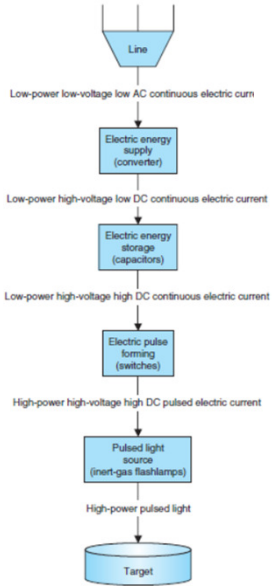 Line
Low-power low-voltage low AC continuous electric curre
Electric energy
supply
(converter)
Low-power high-voltage low DC continuous electric current
Electric energy
storage
(capacitors)
Low-power high-voltage high DC continuous electric current
Electric pulse
forming
(switches)
High-power high-voltage high DC pulsed electric current
Pulsed light
source
(inert-gas flashlamps)
High-power pulsed light
Target